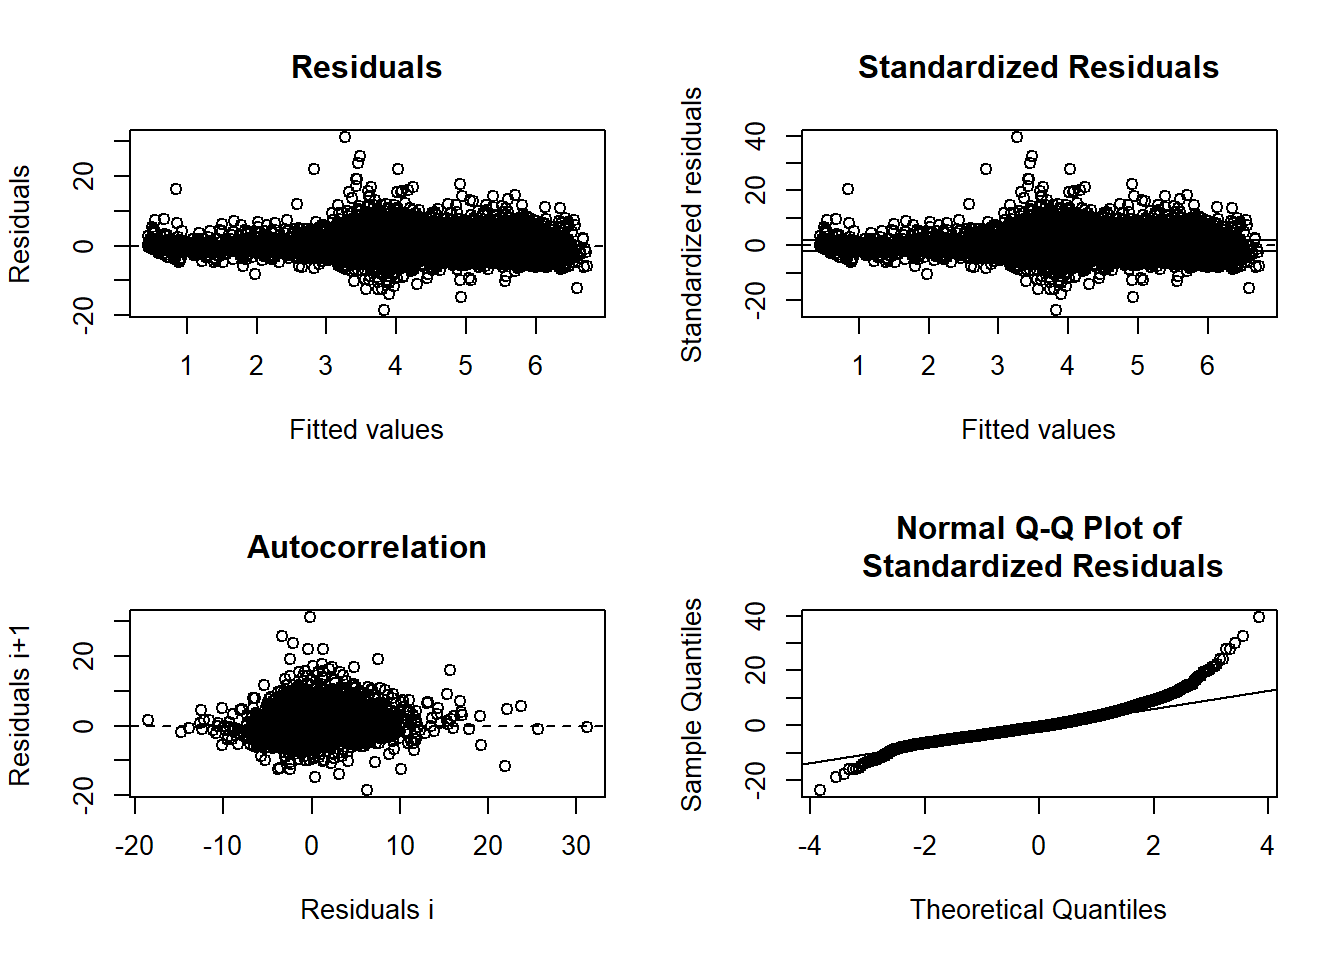 Residuals
Residuals
20
0
-20
1 2 3 4 5 6
Fitted values
Standardized Residuals
Standardized residuals
40
20
0
-20
1 2 3 4 5 6
Fitted values
Autocorrelation
Residuals i+1
20
0
-20
-20 -10 0 10 20 30
Residuals i
Normal Q-Q Plot of
Standardized Residuals
Sample Quantiles
40
20
0
-20
-4 -2 0 2 4
Theoretical Quantiles